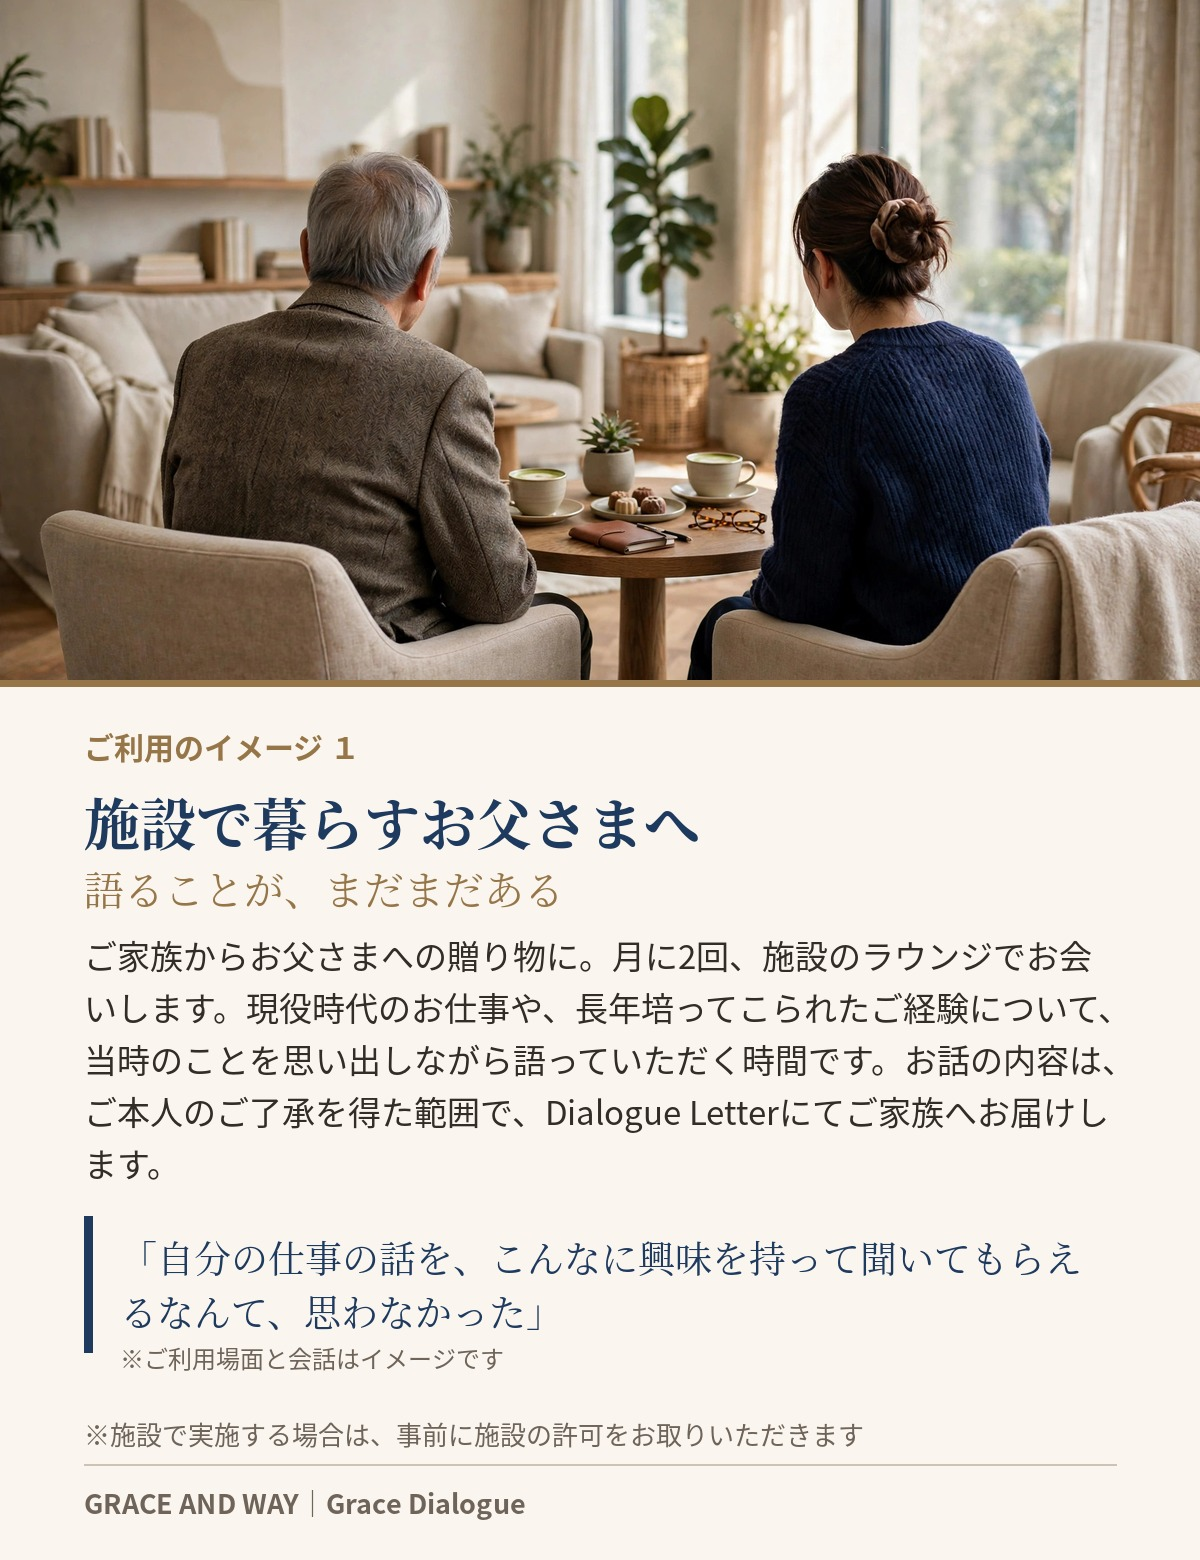 ご利用のイメージ 1
施設で暮らすお父さまへ
語ることが、まだまだある
ご家族からお父さまへの贈り物に。月に2回、施設のラウンジでお会
いします。現役時代のお仕事や、長年培ってこられたご経験について、
当時のことを思い出しながら語っていただく時間です。お話の内容は、
ご本人のご了承を得た範囲で、Dialogue Letterにてご家族へお届けし
ます。
「自分の仕事の話を、こんなに興味を持って聞いてもらえ
るなんて、思わなかった」
※ご利用場面と会話はイメージです
※施設で実施する場合は、事前に施設の許可をお取りいただきます
GRACE AND WAY｜Grace Dialogue